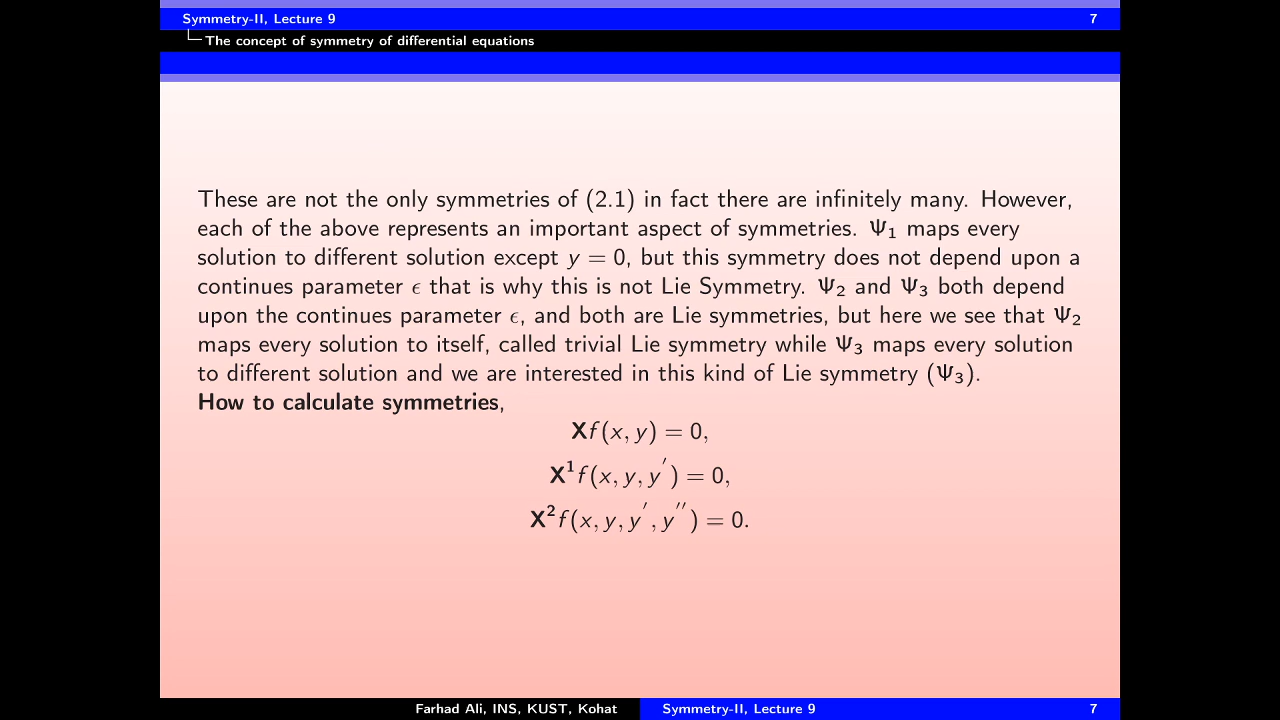 Symmetry-II, Lecture 9 7
The concept of symmetry of differential equations
These are not the only symmetries of (2.1) in fact there are infinitely many. However,
each of the above represents an important aspect of symmetries. Ψ₁ maps every
solution to different solution except y = 0, but this symmetry does not depend upon a
continues parameter ϵ that is why this is not Lie Symmetry. Ψ₂ and Ψ₃ both depend
upon the continues parameter ϵ, and both are Lie symmetries, but here we see that Ψ₂
maps every solution to itself, called trivial Lie symmetry while Ψ₃ maps every solution
to different solution and we are interested in this kind of Lie symmetry (Ψ₃).
How to calculate symmetries,
Xf(x, y) = 0,
X¹f(x, y, y′) = 0,
X²f(x, y, y′, y′′) = 0.
Farhad Ali, INS, KUST, Kohat Symmetry-II, Lecture 9 7